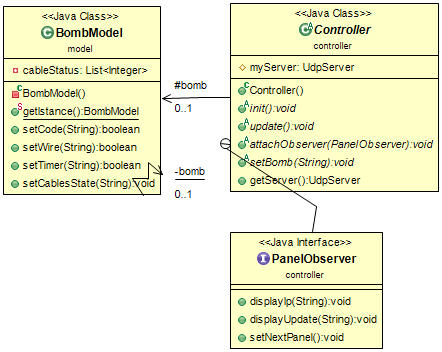 <<Java Class>>
BombModel
model
cableStatus: List<Integer>
BombModel()
getIstance():BombModel
setCode(String):boolean
setWire(String):boolean
setTimer(String):boolean
setCablesState(String):void
#bomb
0..1
-bomb
0..1
<<Java Class>>
Controller
controller
myServer: UdpServer
Controller()
init():void
update():void
attachObserver(PanelObserver):void
setBomb(String):void
getServer():UdpServer
<<Java Interface>>
PanelObserver
controller
displayIp(String):void
displayUpdate(String):void
setNextPanel():void